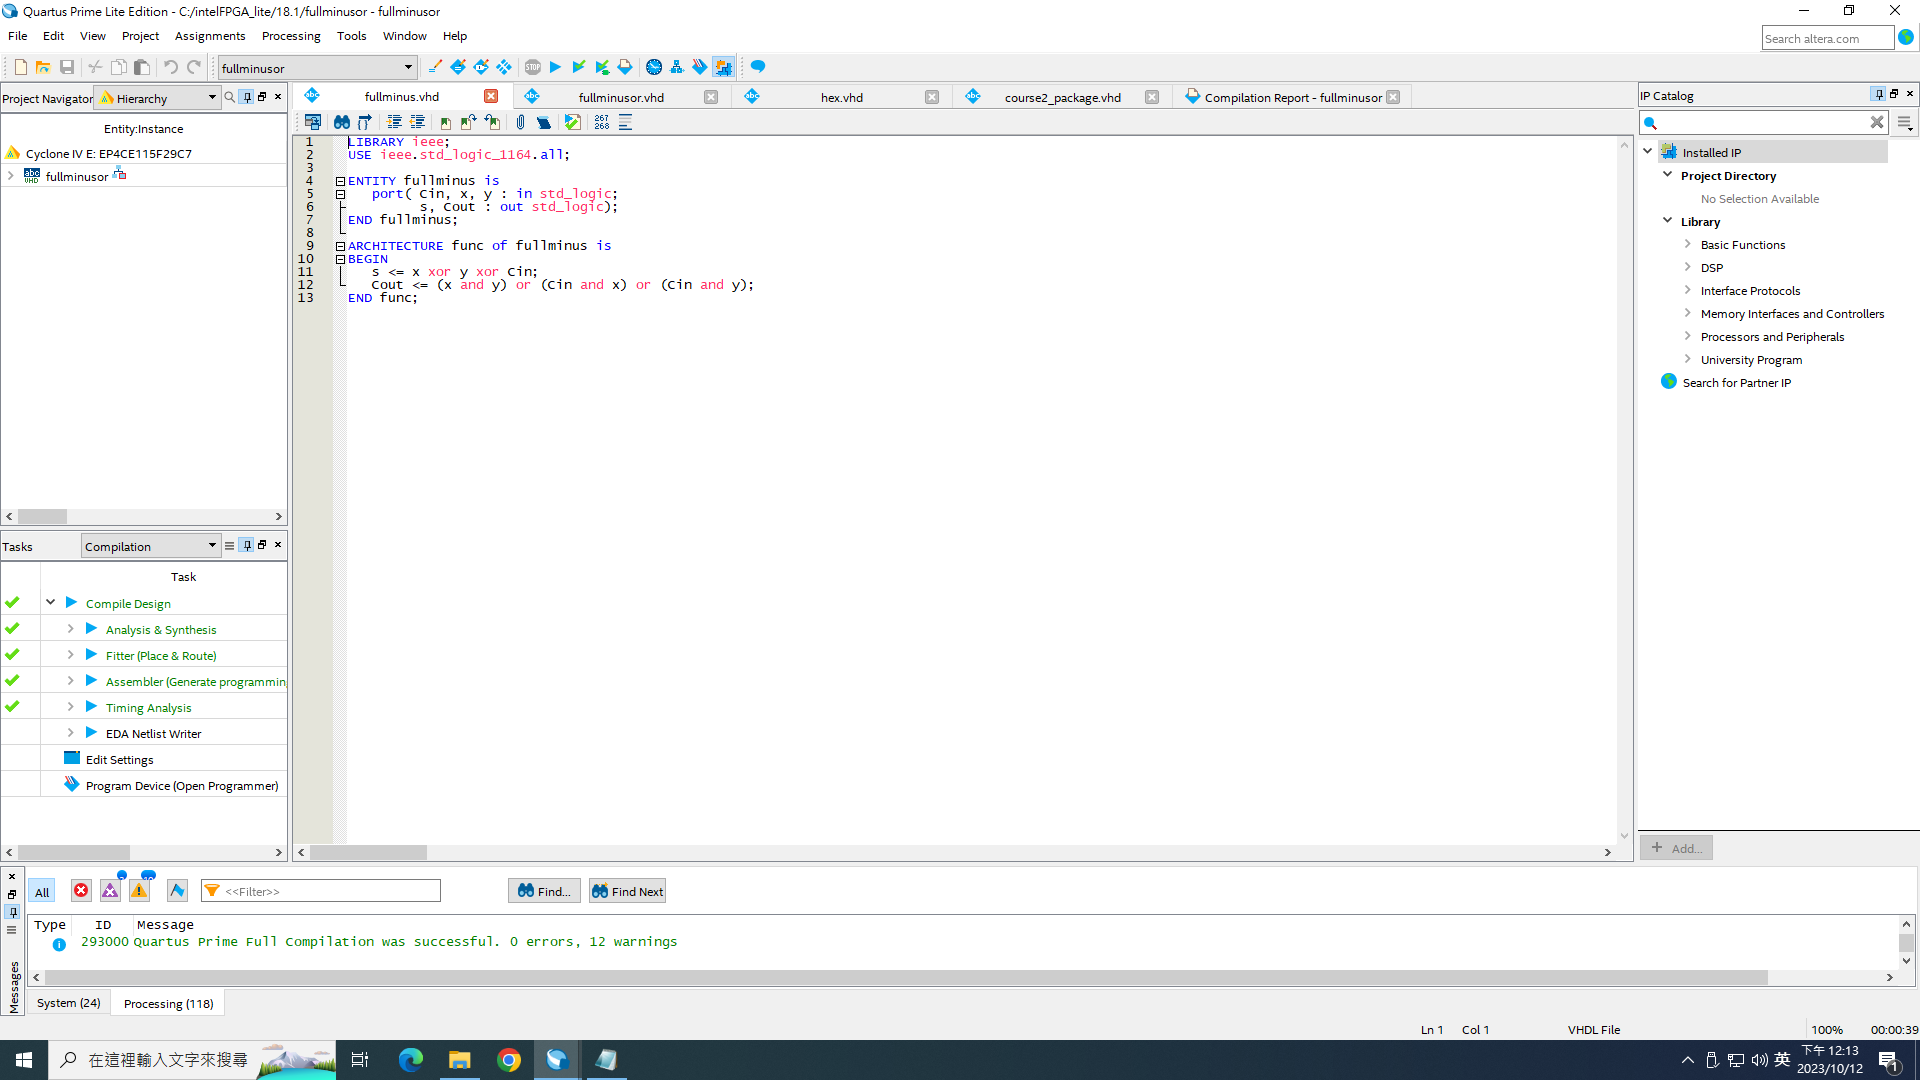 Quartus Prime Lite Edition - C:/intelFPGA_lite/18.1/fullminusor - fullminusor
File Edit View Project Assignments Processing Tools Window Help
Search altera.com
fullminusor
STOP
Project Navigator Hierarchy
Entity:Instance
Cyclone IV E: EP4CE115F29C7
fullminusor
Tasks Compilation
Task
Compile Design
Analysis & Synthesis
Fitter (Place & Route)
Assembler (Generate programmin
Timing Analysis
EDA Netlist Writer
Edit Settings
Program Device (Open Programmer)
fullminus.vhd fullminusor.vhd hex.vhd course2_package.vhd Compilation Report - fullminusor
267
268
1 LIBRARY ieee;
2 USE ieee.std_logic_1164.all;
3
4 ENTITY fullminus is
5 port( Cin, x, y : in std_logic;
6 s, Cout : out std_logic);
7 END fullminus;
8
9 ARCHITECTURE func of fullminus is
10 BEGIN
11 s <= x xor y xor Cin;
12 Cout <= (x and y) or (Cin and x) or (Cin and y);
13 END func;
IP Catalog
Installed IP
Project Directory
No Selection Available
Library
Basic Functions
DSP
Interface Protocols
Memory Interfaces and Controllers
Processors and Peripherals
University Program
Search for Partner IP
+ Add...
All <<Filter>> Find... Find Next
Type ID Message
293000 Quartus Prime Full Compilation was successful. 0 errors, 12 warnings
Messages
System (24) Processing (118)
Ln 1 Col 1 VHDL File 100% 00:00:39
在這裡輸入文字來搜尋
英
下午 12:13
2023/10/12
1